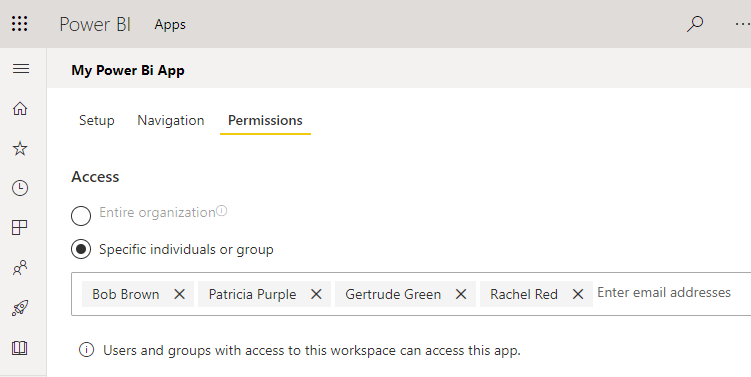 Power BI Apps
My Power Bi App
Setup Navigation Permissions
Access
Entire organization
Specific individuals or group
Bob Brown Patricia Purple Gertrude Green Rachel Red Enter email addresses
Users and groups with access to this workspace can access this app.